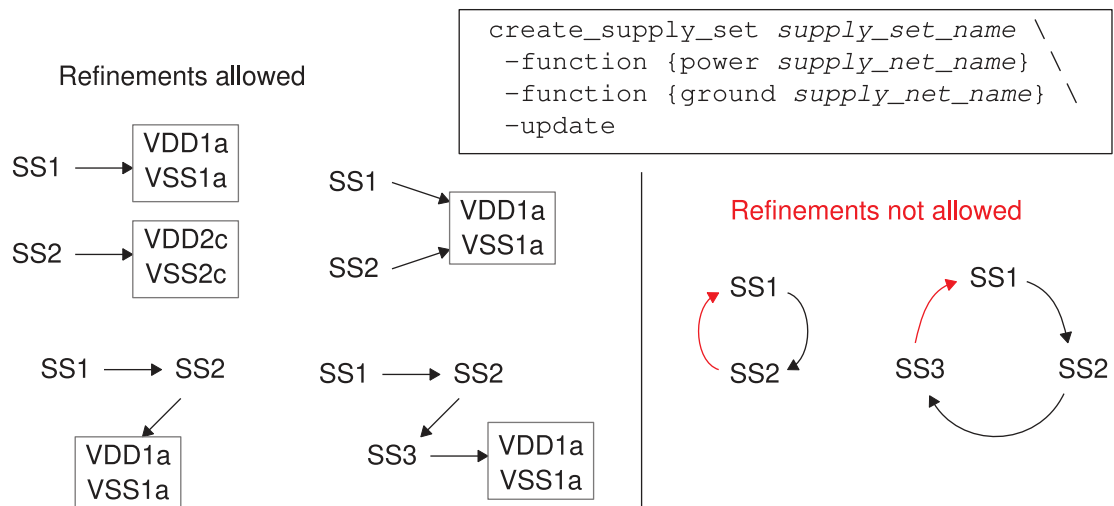 create_supply_set supply_set_name \
–function {power supply_net_name} \
–function {ground supply_net_name} \
–update
Refinements allowed
SS1
VDD1a
VSS1a
SS2
VDD2c
VSS2c
SS1
SS2
VDD1a
VSS1a
SS1
SS2
VDD1a
VSS1a
SS1
SS2
SS3
VDD1a
VSS1a
Refinements not allowed
SS1
SS2
SS1
SS2
SS3